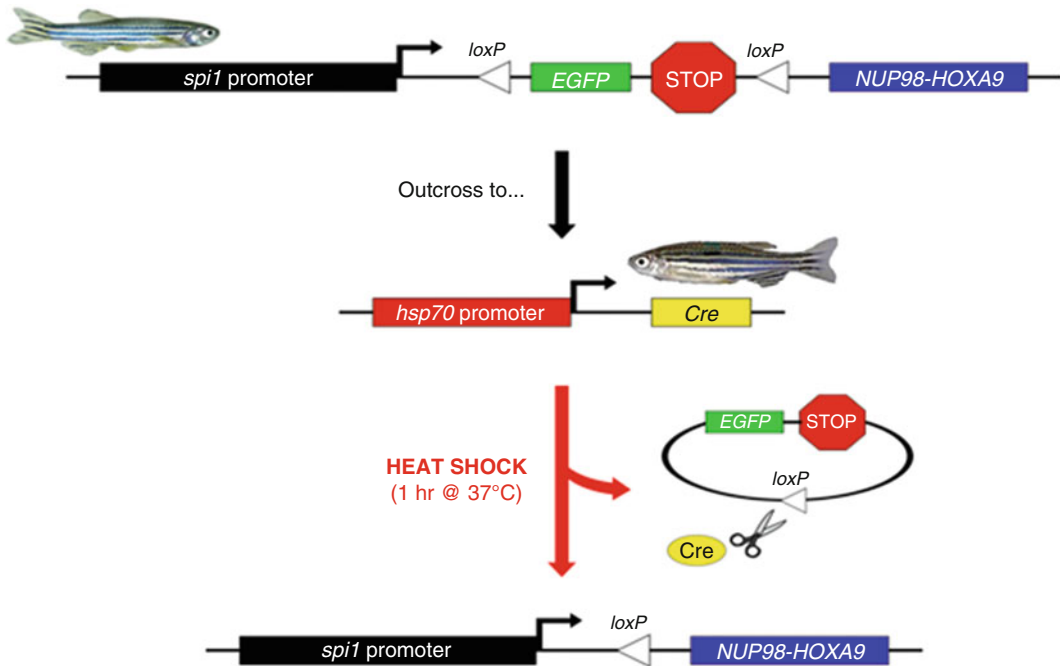 loxP
loxP
spi1 promoter
EGFP
STOP
NUP98-HOXA9
Outcross to...
hsp70 promoter
Cre
HEAT SHOCK
(1 hr @ 37°C)
EGFP
STOP
loxP
Cre
loxP
spi1 promoter
NUP98-HOXA9